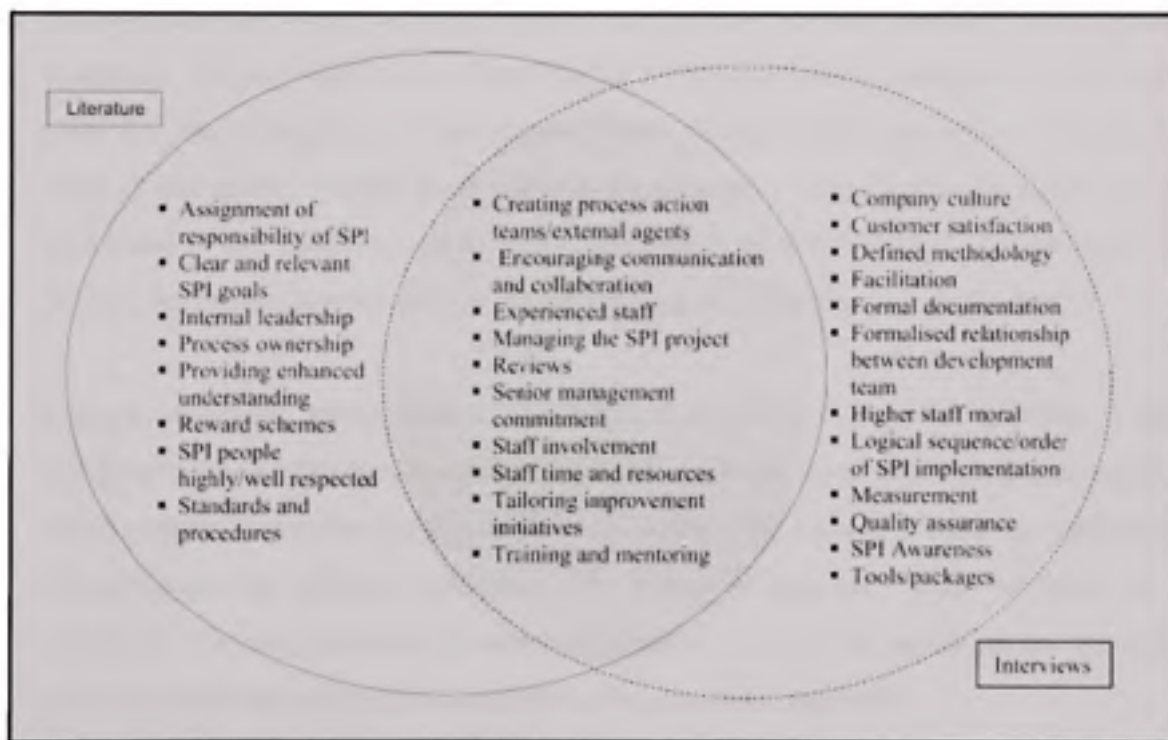 Literature
▪ Assignment of
responsibility of SPI
▪ Clear and relevant
SPI goals
▪ Internal leadership
▪ Process ownership
▪ Providing enhanced
understanding
▪ Reward schemes
▪ SPI people
highly/well respected
▪ Standards and
procedures
▪ Creating process action
teams/external agents
▪ Encouraging communication
and collaboration
▪ Experienced staff
▪ Managing the SPI project
▪ Reviews
▪ Senior management
commitment
▪ Staff involvement
▪ Staff time and resources
▪ Tailoring improvement
initiatives
▪ Training and mentoring
▪ Company culture
▪ Customer satisfaction
▪ Defined methodology
▪ Facilitation
▪ Formal documentation
▪ Formalised relationship
between development
team
▪ Higher staff moral
▪ Logical sequence/order
of SPI implementation
▪ Measurement
▪ Quality assurance
▪ SPI Awareness
▪ Tools/packages
Interviews